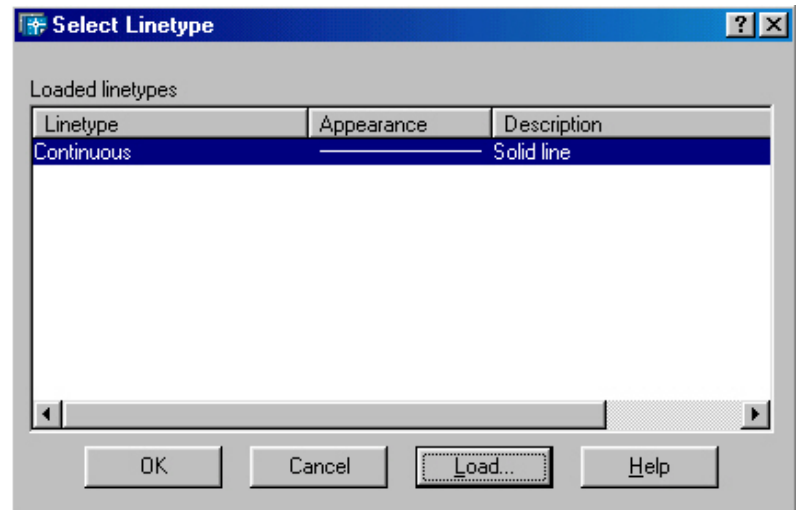 Select Linetype
Loaded linetypes
Linetype Appearance Description
Continuous Solid line
OK Cancel Load... Help